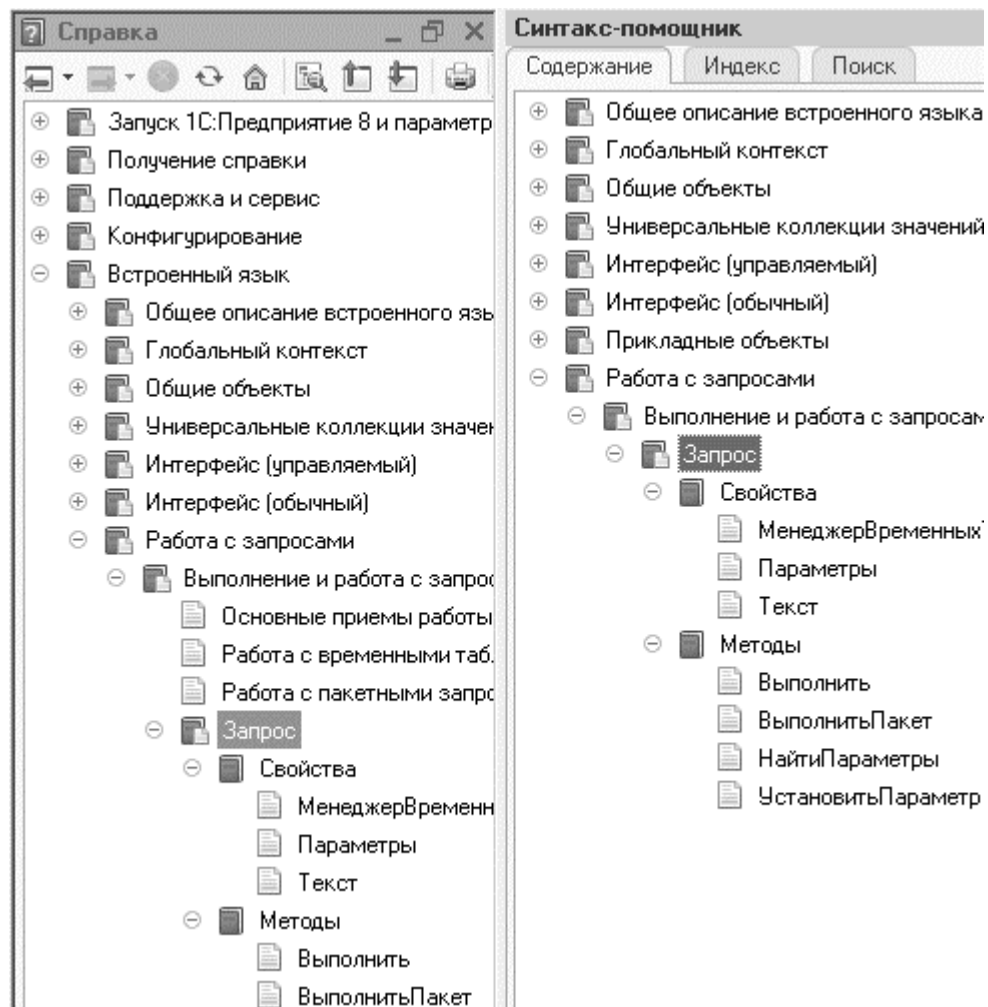 Справка
Запуск 1С:Предприятие 8 и параметр
Получение справки
Поддержка и сервис
Конфигурирование
Встроенный язык
Общее описание встроенного язы
Глобальный контекст
Общие объекты
Универсальные коллекции значен
Интерфейс (управляемый)
Интерфейс (обычный)
Работа с запросами
Выполнение и работа с запрос
Основные приемы работы
Работа с временными таб.
Работа с пакетными запро
Запрос
Свойства
МенеджерВременн
Параметры
Текст
Методы
Выполнить
ВыполнитьПакет
Синтакс-помощник
Содержание Индекс Поиск
Общее описание встроенного языка
Глобальный контекст
Общие объекты
Универсальные коллекции значений
Интерфейс (управляемый)
Интерфейс (обычный)
Прикладные объекты
Работа с запросами
Выполнение и работа с запросам
Запрос
Свойства
МенеджерВременныхТ
Параметры
Текст
Методы
Выполнить
ВыполнитьПакет
НайтиПараметры
УстановитьПараметр